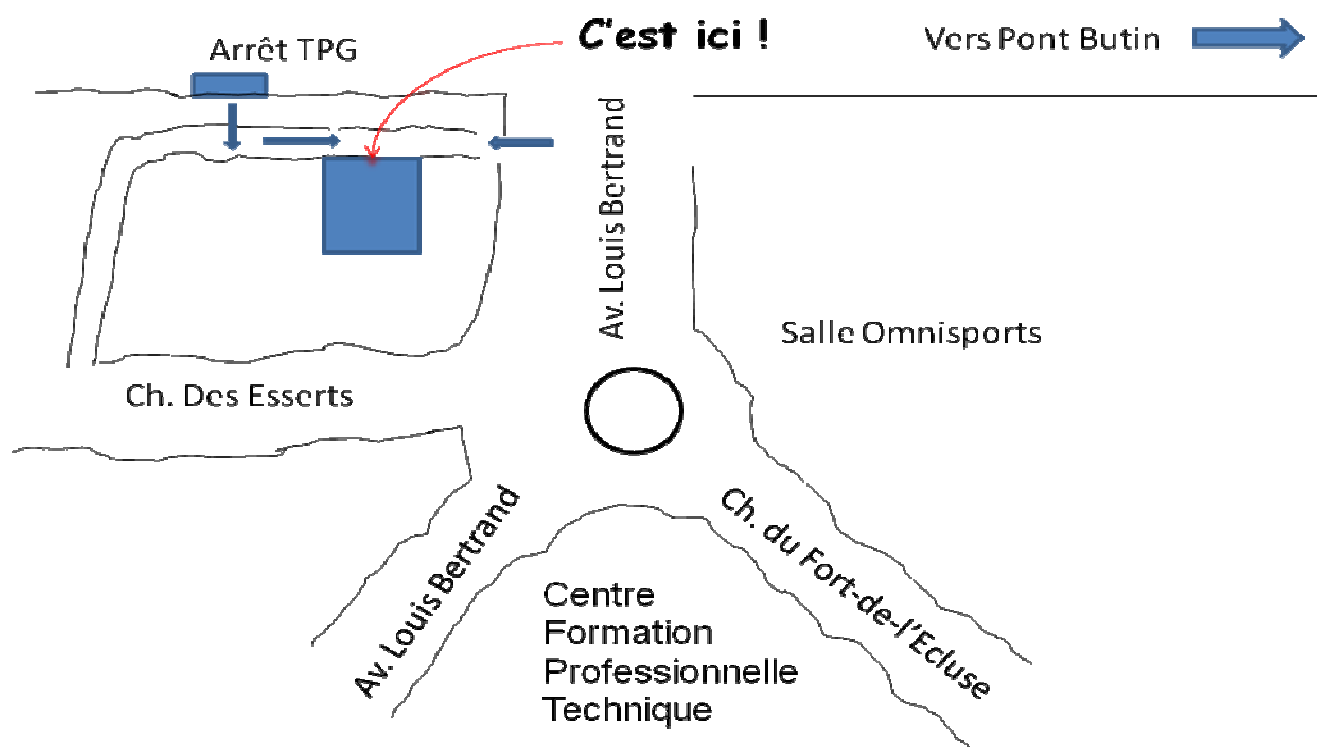 C'est ici !
Vers Pont Butin
Arrêt TPG
Av. Louis Bertrand
Salle Omnisports
Ch. Des Esserts
Av. Louis Bertrand
Ch. du Fort-de-l'Ecluse
Centre
Formation
Professionnelle
Technique